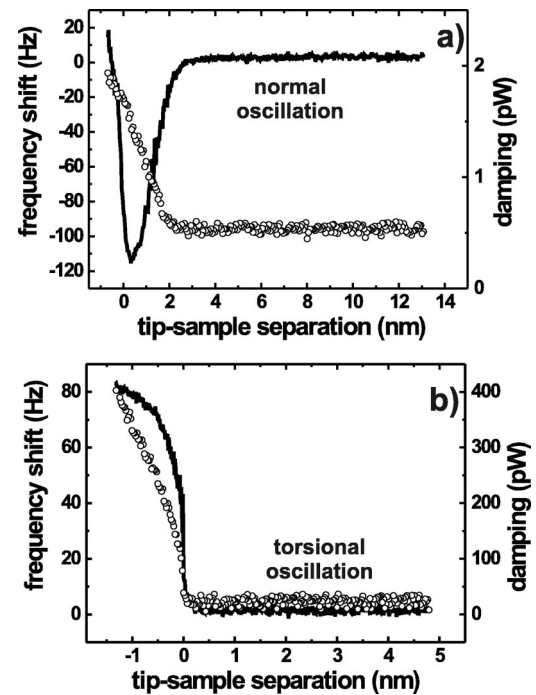 a)
20
0
-20
-40
-60
-80
-100
-120
frequency shift (Hz)
normal
oscillation
2
1
0
damping (pW)
0 2 4 6 8 10 12 14
tip-sample separation (nm)
b)
80
60
40
20
0
frequency shift (Hz)
torsional
oscillation
400
300
200
100
0
damping (pW)
-1 0 1 2 3 4 5
tip-sample separation (nm)